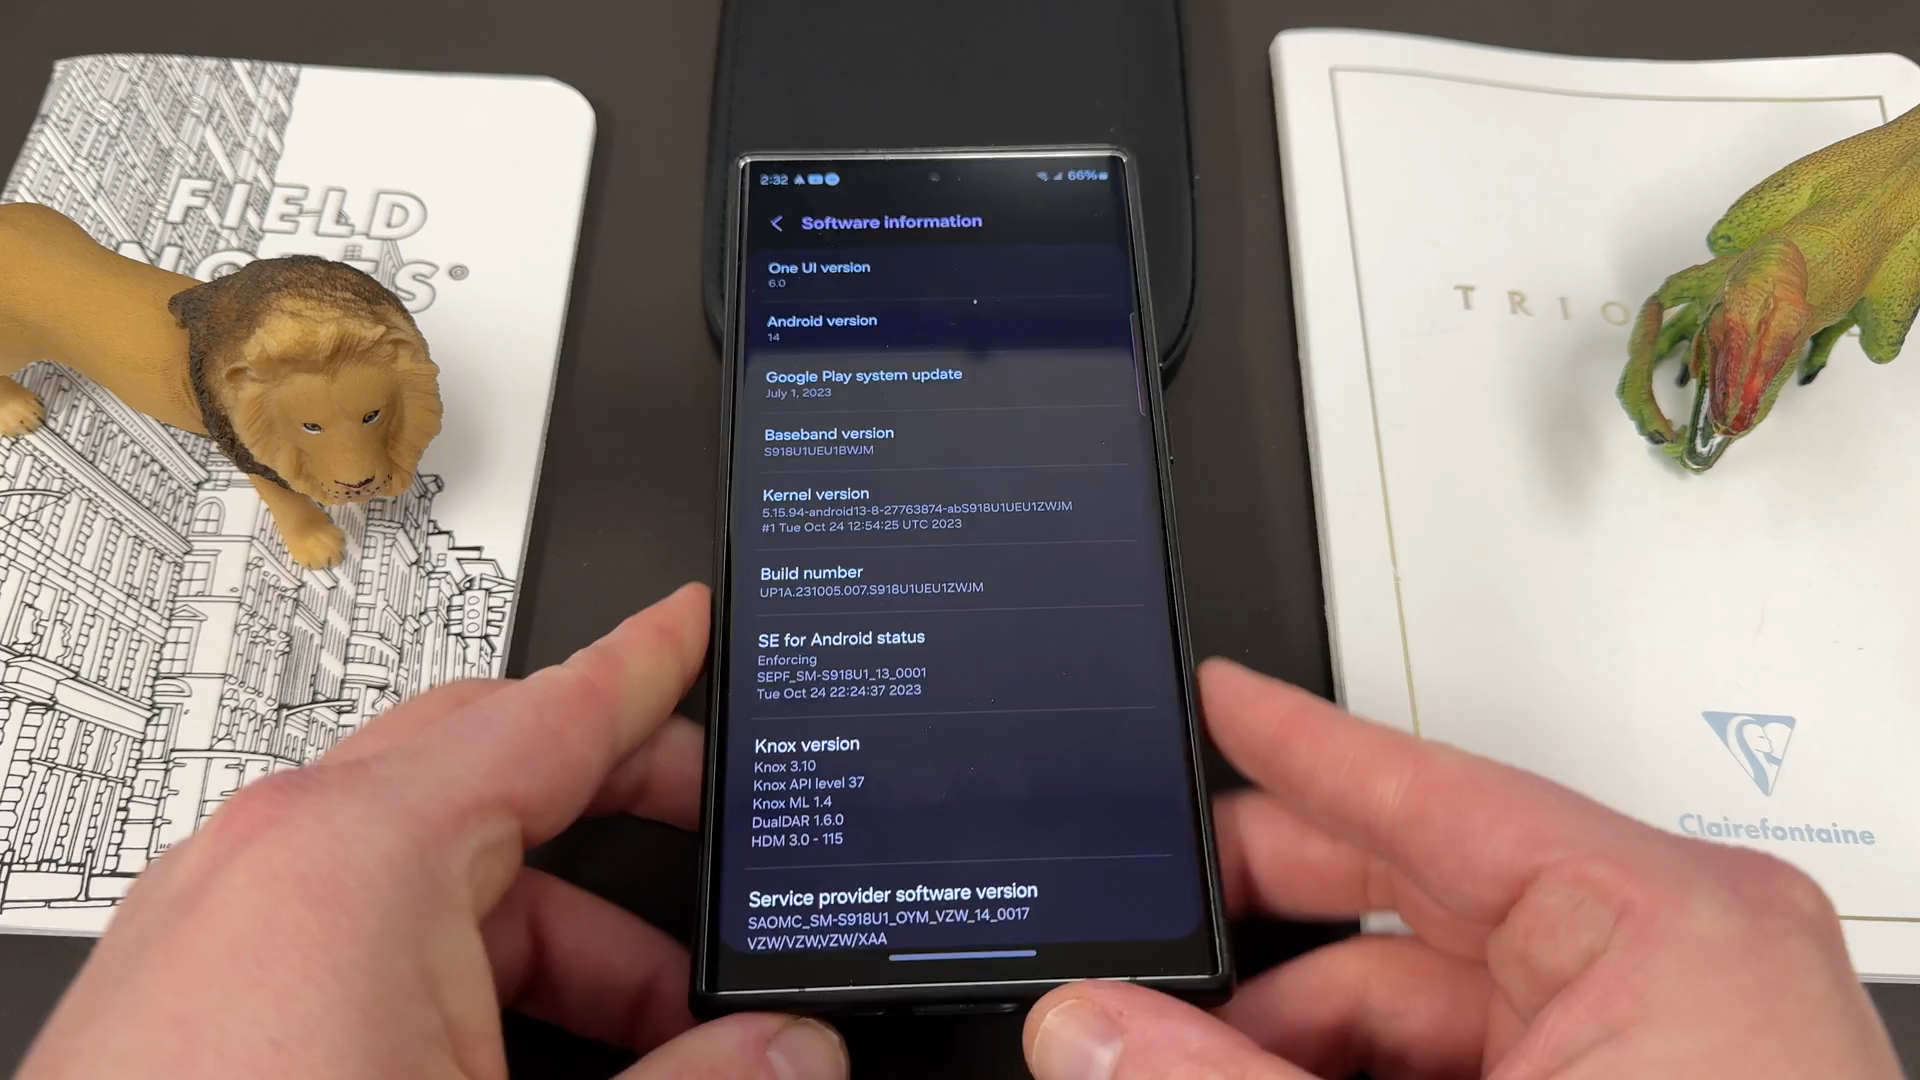 FIELD
NOTES®
2:32
66%
Software information
One UI version
6.0
Android version
14
Google Play system update
July 1, 2023
Baseband version
S918U1UEU1BWJM
Kernel version
5.15.94-android13-8-27763874-abS918U1UEU1ZWJM
#1 Tue Oct 24 12:54:25 UTC 2023
Build number
UP1A.231005.007.S918U1UEU1ZWJM
SE for Android status
Enforcing
SEPF_SM-S918U1_13_0001
Tue Oct 24 22:24:37 2023
Knox version
Knox 3.10
Knox API level 37
Knox ML 1.4
DualDAR 1.6.0
HDM 3.0 - 115
Service provider software version
SAOMC_SM-S918U1_OYM_VZW_14_0017
VZW/VZW,VZW/XAA
TRIO
Clairefontaine